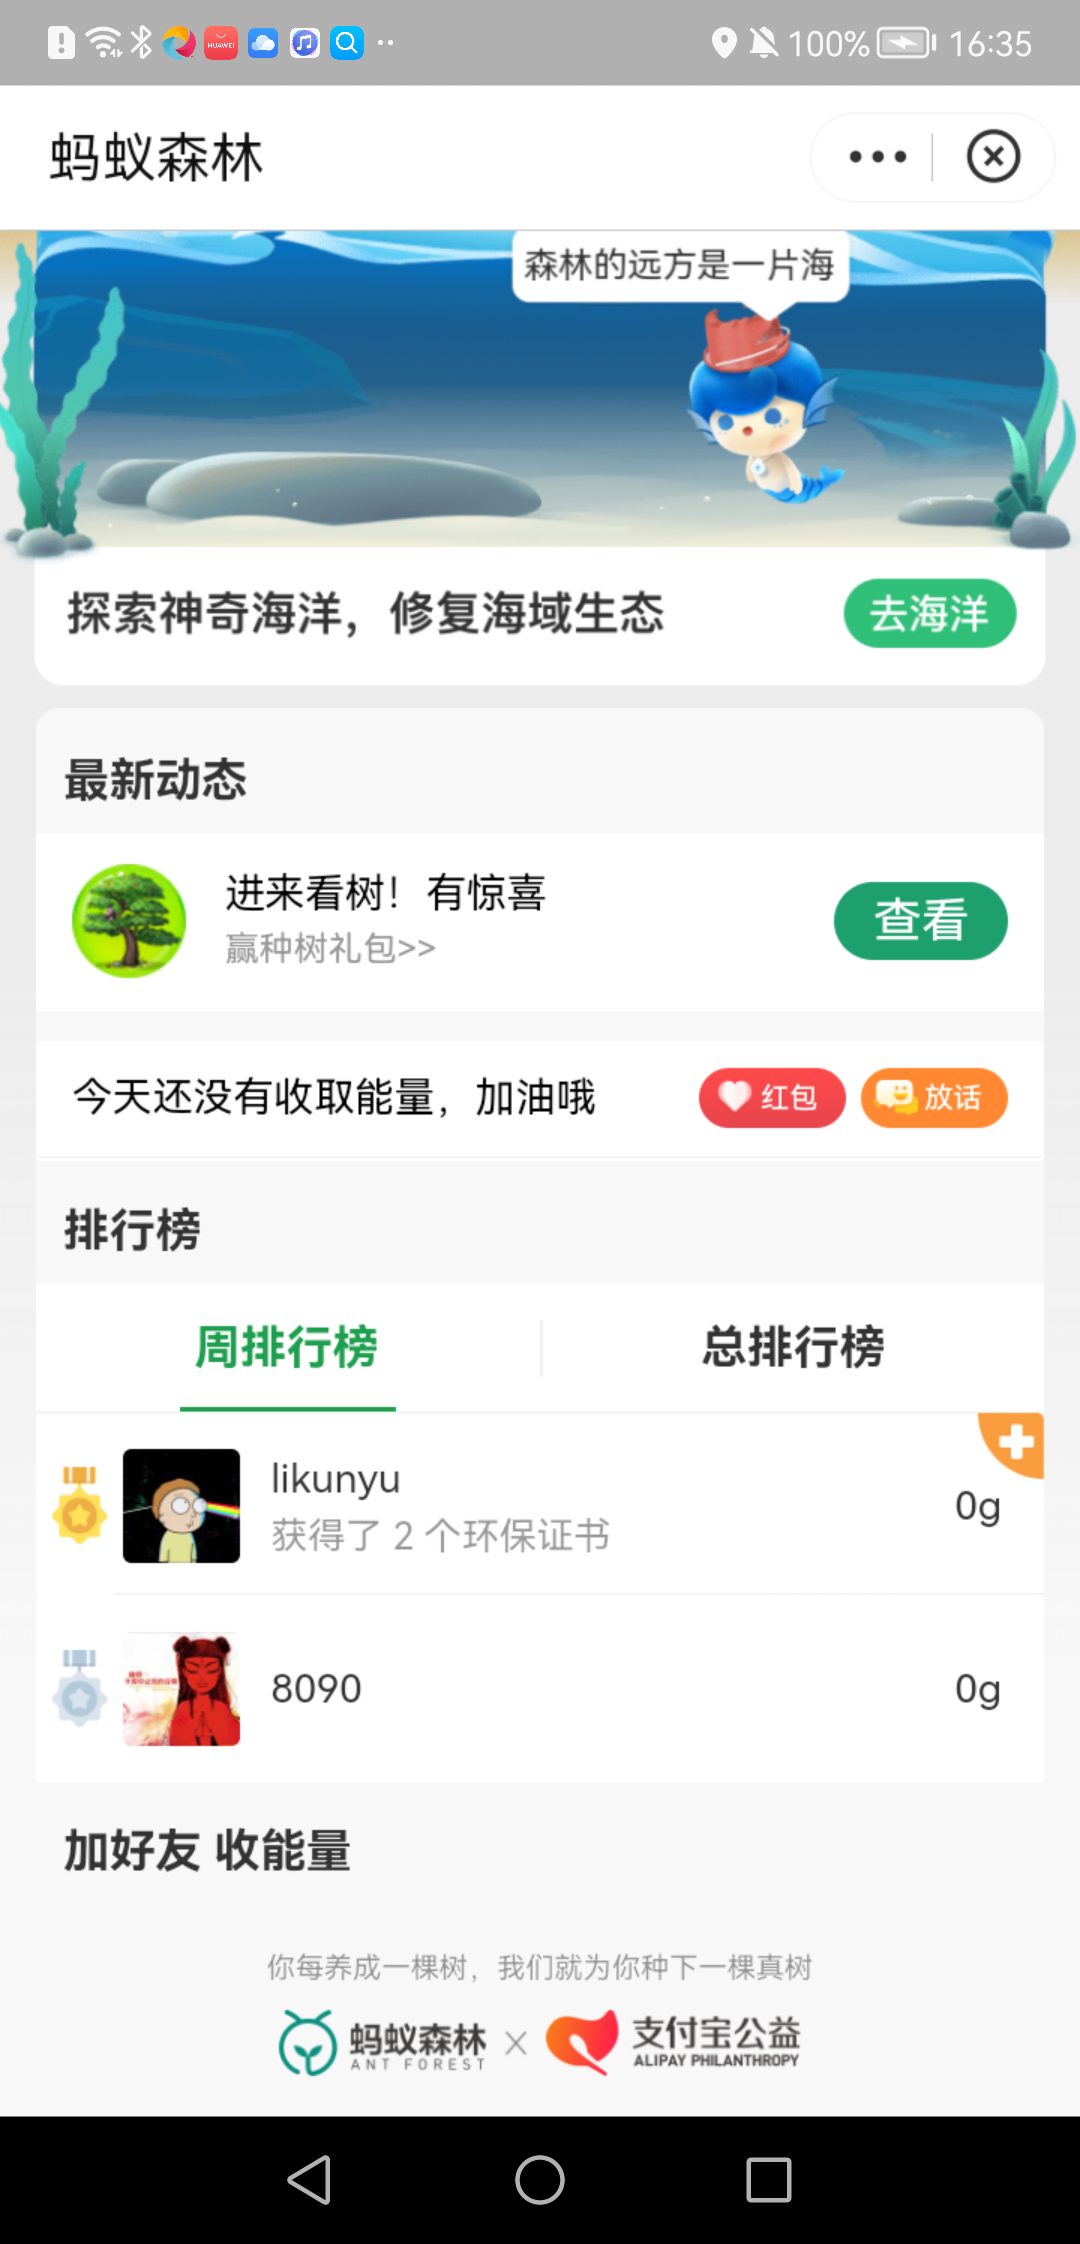 HUAWEI
100%
16:35
蚂蚁森林
森林的远方是一片海
探索神奇海洋，修复海域生态
去海洋
最新动态
进来看树！有惊喜
赢种树礼包>>
查看
今天还没有收取能量，加油哦
红包
放话
排行榜
周排行榜
总排行榜
likunyu
获得了 2 个环保证书
0g
8090
0g
加好友 收能量
你每养成一棵树，我们就为你种下一棵真树
蚂蚁森林
ANT FOREST
支付宝公益
ALIPAY PHILANTHROPY